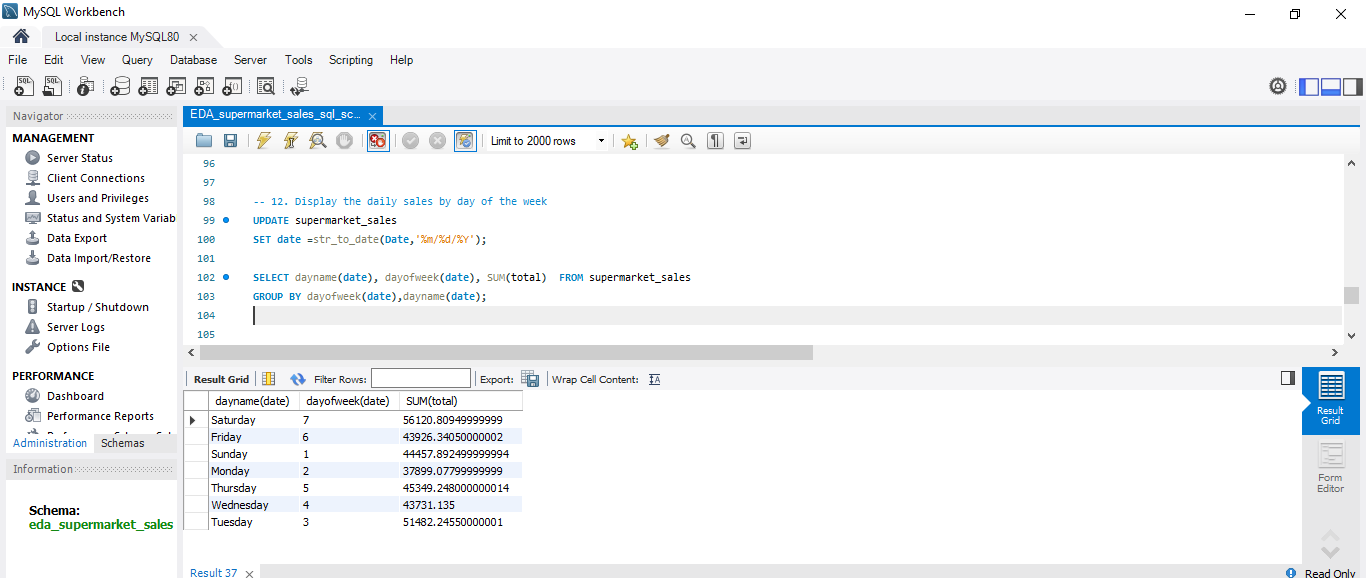 MySQL Workbench
Local instance MySQL80
File Edit View Query Database Server Tools Scripting Help
Navigator
MANAGEMENT
Server Status
Client Connections
Users and Privileges
Status and System Variab
Data Export
Data Import/Restore
INSTANCE
Startup / Shutdown
Server Logs
Options File
PERFORMANCE
Dashboard
Performance Reports
Administration Schemas
Information
Schema:
eda_supermarket_sales
EDA_supermarket_sales_sql_sc...
Limit to 2000 rows
96
97
98 -- 12. Display the daily sales by day of the week
99 UPDATE supermarket_sales
100 SET date =str_to_date(Date,'%m/%d/%Y');
101
102 SELECT dayname(date), dayofweek(date), SUM(total)  FROM supermarket_sales
103 GROUP BY dayofweek(date),dayname(date);
104
105
Result Grid Filter Rows: Export: Wrap Cell Content:
dayname(date) dayofweek(date) SUM(total)
Saturday 7 56120.80949999999
Friday 6 43926.34050000002
Sunday 1 44457.892499999994
Monday 2 37899.07799999999
Thursday 5 45349.248000000014
Wednesday 4 43731.135
Tuesday 3 51482.24550000001
Result
Grid
Form
Editor
Result 37
Read Only